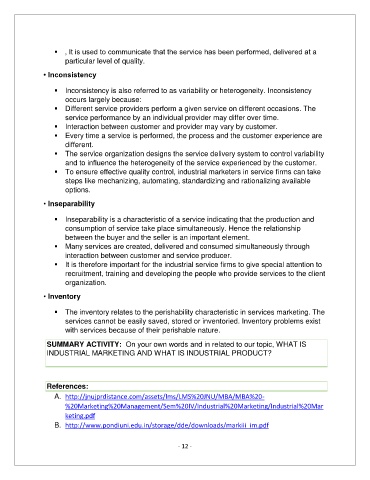 ▪ , It is used to communicate that the service has been performed, delivered at a
particular level of quality.
• Inconsistency
▪ Inconsistency is also referred to as variability or heterogeneity. Inconsistency
occurs largely because:
▪ Different service providers perform a given service on different occasions. The
service performance by an individual provider may differ over time.
▪ Interaction between customer and provider may vary by customer.
▪ Every time a service is performed, the process and the customer experience are
different.
▪ The service organization designs the service delivery system to control variability
and to influence the heterogeneity of the service experienced by the customer.
▪ To ensure effective quality control, industrial marketers in service firms can take
steps like mechanizing, automating, standardizing and rationalizing available
options.
• Inseparability
▪ Inseparability is a characteristic of a service indicating that the production and
consumption of service take place simultaneously. Hence the relationship
between the buyer and the seller is an important element.
▪ Many services are created, delivered and consumed simultaneously through
interaction between customer and service producer.
▪ It is therefore important for the industrial service firms to give special attention to
recruitment, training and developing the people who provide services to the client
organization.
• Inventory
▪ The inventory relates to the perishability characteristic in services marketing. The
services cannot be easily saved, stored or inventoried. Inventory problems exist
with services because of their perishable nature.
SUMMARY ACTIVITY: On your own words and in related to our topic, WHAT IS
INDUSTRIAL MARKETING AND WHAT IS INDUSTRIAL PRODUCT?
References:
A. http://jnujprdistance.com/assets/lms/LMS%20JNU/MBA/MBA%20-
%20Marketing%20Management/Sem%20IV/Industrial%20Marketing/Industrial%20Mar
keting.pdf
B. http://www.pondiuni.edu.in/storage/dde/downloads/markiii_im.pdf
- 12 -